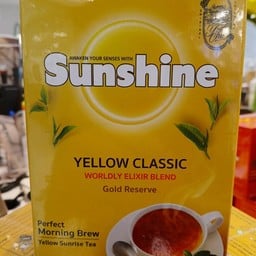 AWAKEN YOUR SENSES WITH
Sunshine
YELLOW CLASSIC
WORLDLY ELIXIR BLEND
Gold Reserve
Perfect
Morning Brew
Yellow Sunrise Tea